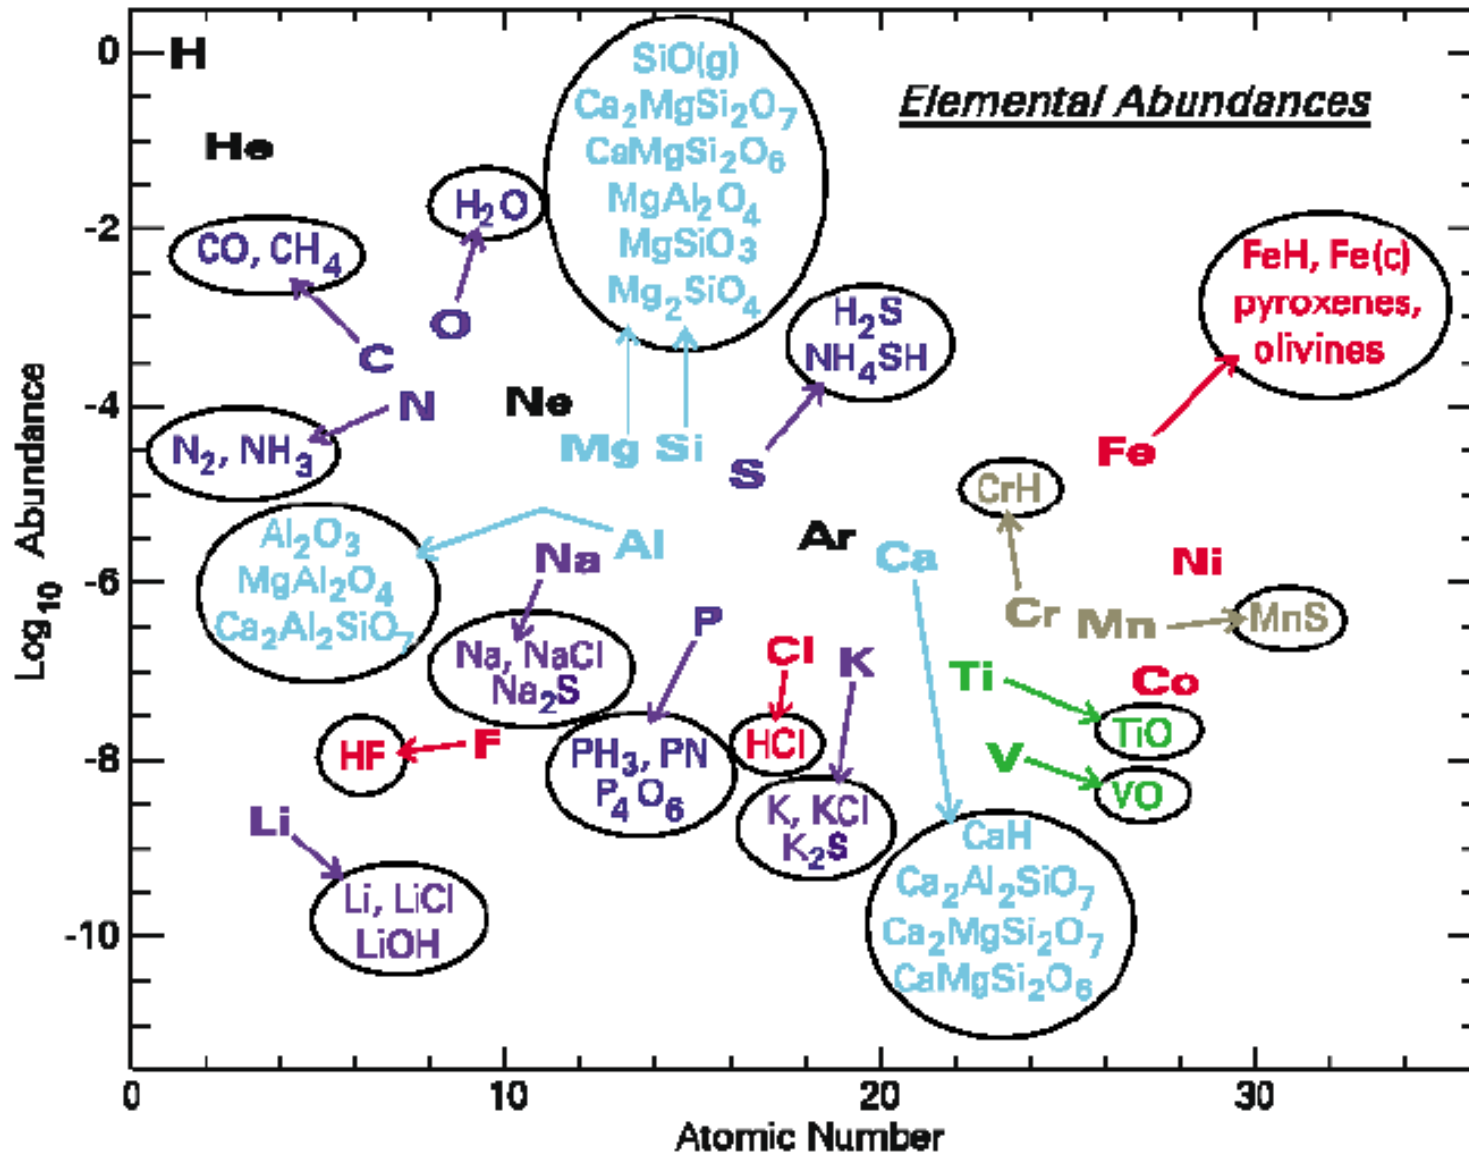 Elemental Abundances
Log10 Abundance
0
-2
-4
-6
-8
-10
H
He
SiO(g)
Ca2MgSi2O7
CaMgSi2O6
MgAl2O4
MgSiO3
Mg2SiO4
H2O
CO, CH4
O
C
N
N2, NH3
Ne
Mg Si
H2S
NH4SH
S
FeH, Fe(c)
pyroxenes,
olivines
Fe
CrH
Al2O3
MgAl2O4
Ca2Al2SiO7
Al
Na
Na, NaCl
Na2S
Ar
Ca
Ni
Cr
Mn
MnS
P
Cl
K
Ti
Co
TiO
HF
F
PH3, PN
P4O6
HCl
V
VO
K, KCl
K2S
Li
Li, LiCl
LiOH
CaH
Ca2Al2SiO7
Ca2MgSi2O7
CaMgSi2O6
0
10
20
30
Atomic Number